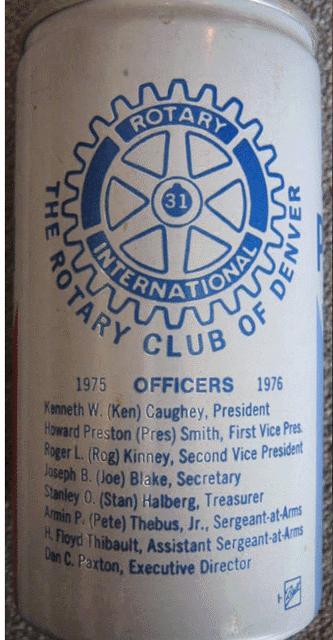 ROTARY
31
INTERNATIONAL
THE ROTARY CLUB OF DENVER
1975 OFFICERS 1976
Kenneth W. (Ken) Caughey, President
Howard Preston (Pres) Smith, First Vice Pres.
Roger L. (Rog) Kinney, Second Vice President
Joseph B. (Joe) Blake, Secretary
Stanley O. (Stan) Halberg, Treasurer
Armin P. (Pete) Thebus, Jr., Sergeant-at-Arms
H. Floyd Thibault, Assistant Sergeant-at-Arms
Dan C. Paxton, Executive Director
Ball